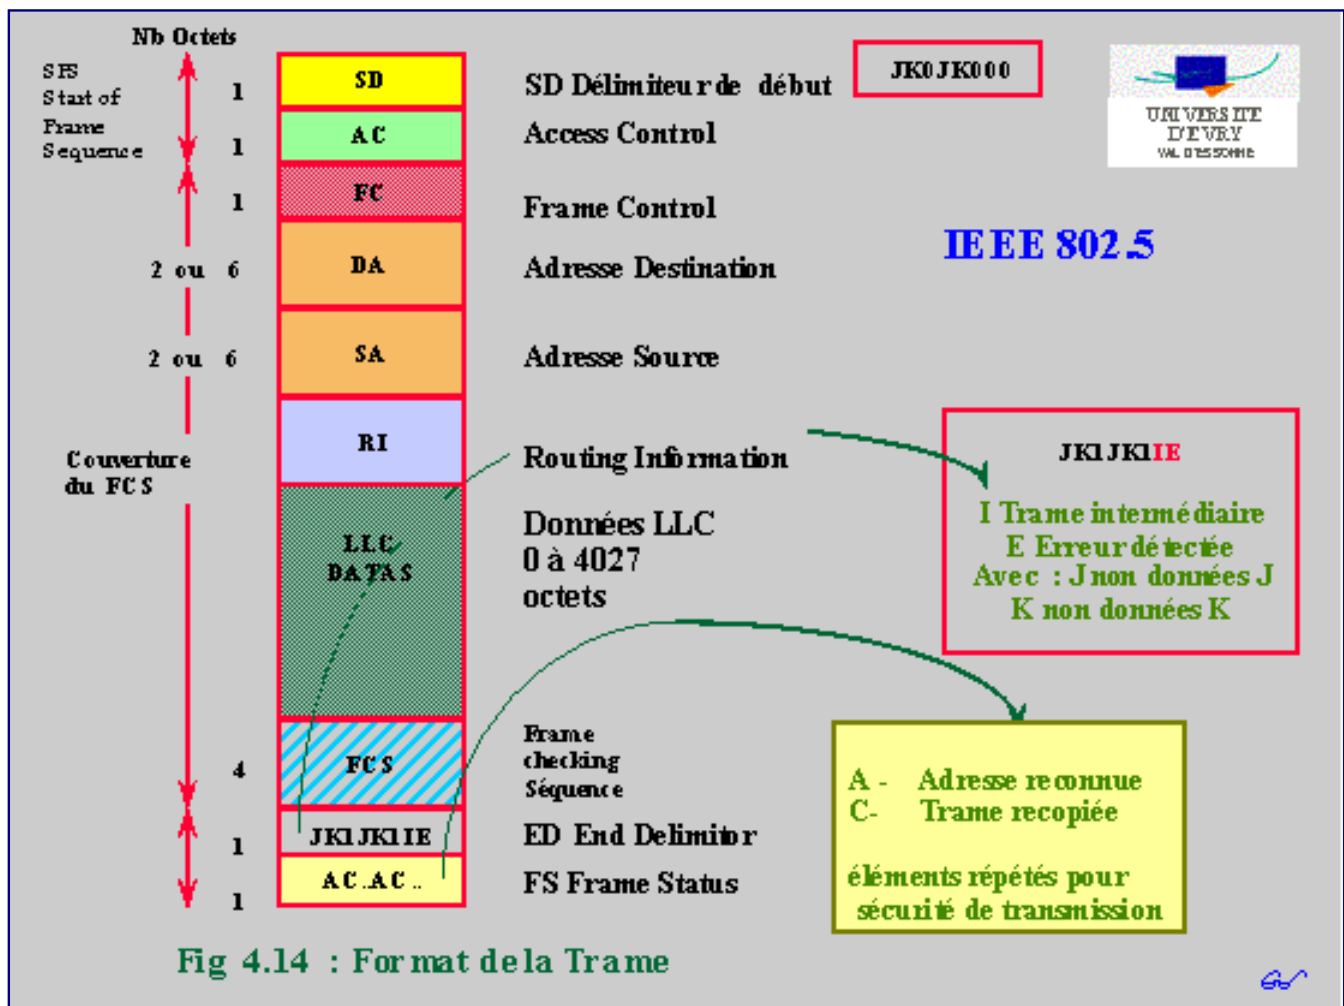 Nb Octets
SFS
Start of
Frame
Sequence
1
SD
SD Délimiteur de début
JK0JK000
UNIVERSITE
D'EVRY
VAL D'ESSONNE
1
AC
Access Control
1
FC
Frame Control
IEEE 802.5
2 ou 6
DA
Adresse Destination
2 ou 6
SA
Adresse Source
RI
Routing Information
Couverture
du FCS
JK1JK1IE
I Trame intermédiaire
E Erreur détectée
Avec : J non données J
K non données K
LLC
DATAS
Données LLC
0 à 4027
octets
4
FCS
Frame
checking
Séquence
A - Adresse reconnue
C- Trame recopiée
éléments répétés pour
sécurité de transmission
1
JK1JK1IE
ED End Delimitor
1
AC..AC..
FS Frame Status
Fig 4.14 : Format de la Trame